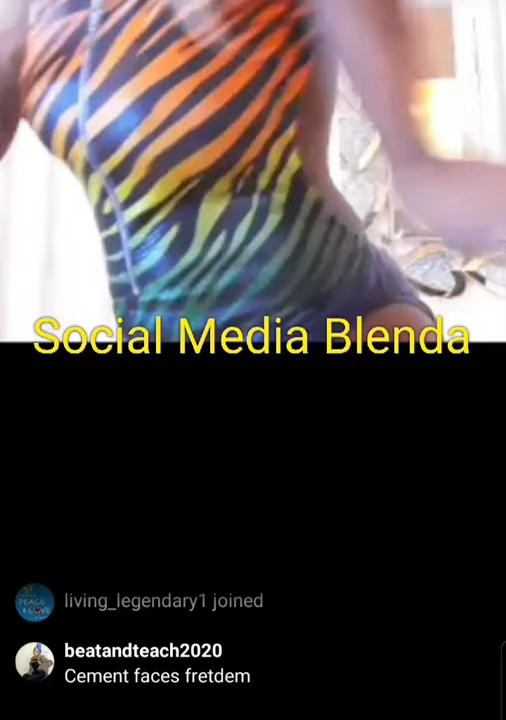 Social Media Blenda
living_legendary1 joined
beatandteach2020
Cement faces fretdem